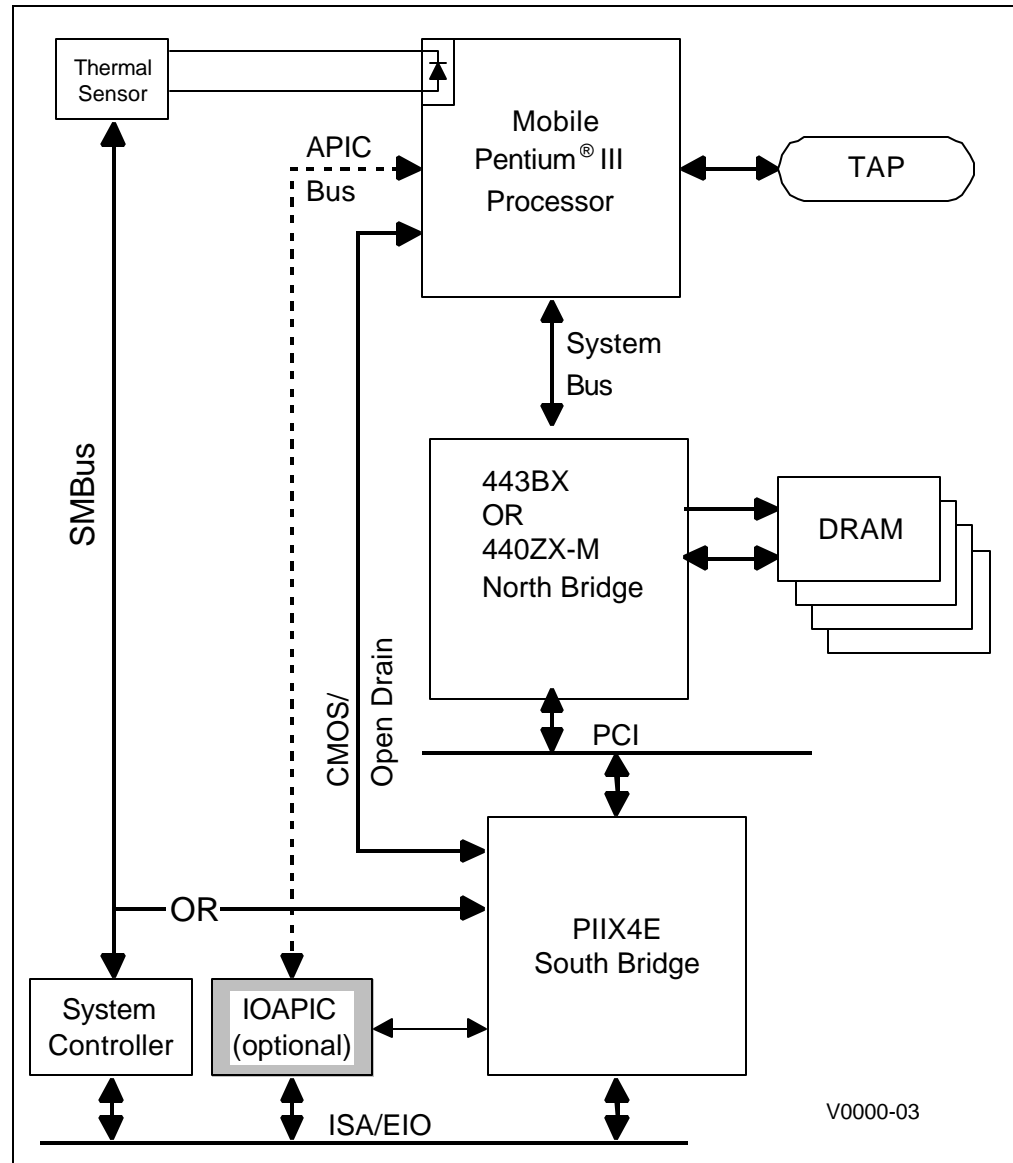 Thermal
Sensor
Mobile
Pentium® III
Processor
TAP
APIC
Bus
System
Bus
SMBus
443BX
OR
440ZX-M
North Bridge
DRAM
CMOS/
Open Drain
PCI
OR
PIIX4E
South Bridge
System
Controller
IOAPIC
(optional)
ISA/EIO
V0000-03